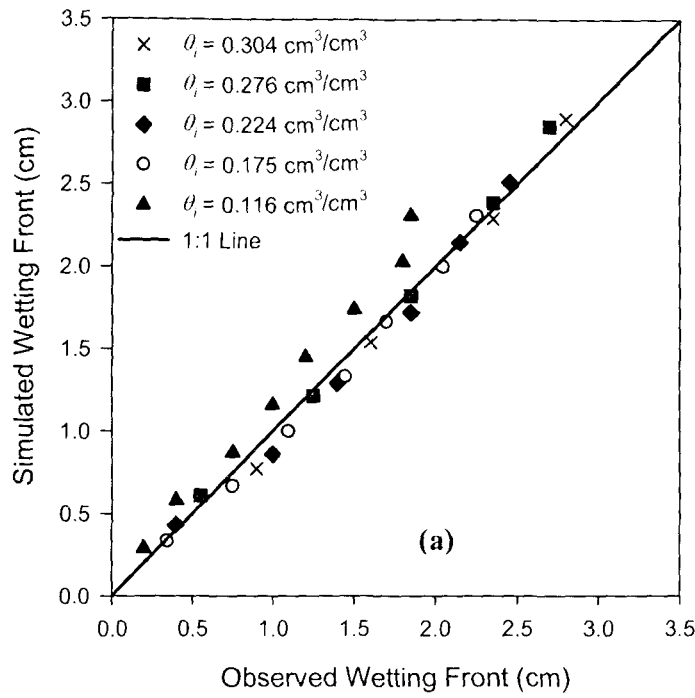 3.5
3.0
2.5
2.0
1.5
1.0
0.5
0.0
Simulated Wetting Front (cm)
θi = 0.304 cm³/cm³
θi = 0.276 cm³/cm³
θi = 0.224 cm³/cm³
θi = 0.175 cm³/cm³
θi = 0.116 cm³/cm³
1:1 Line
(a)
0.0 0.5 1.0 1.5 2.0 2.5 3.0 3.5
Observed Wetting Front (cm)